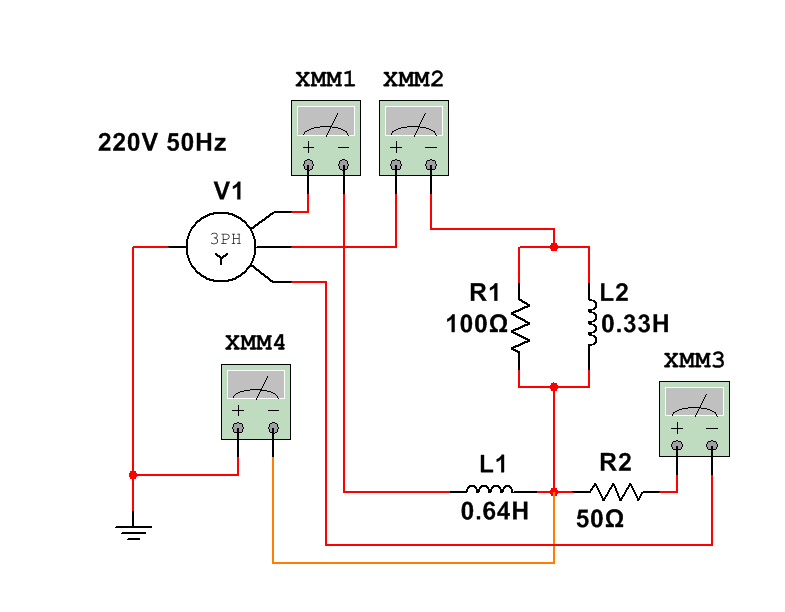 XMM1 XMM2
+ − + −
220V 50Hz
V1
3PH
Y
R1
100Ω
L2
0.33H
XMM4
+ −
XMM3
+ −
L1
0.64H
R2
50Ω